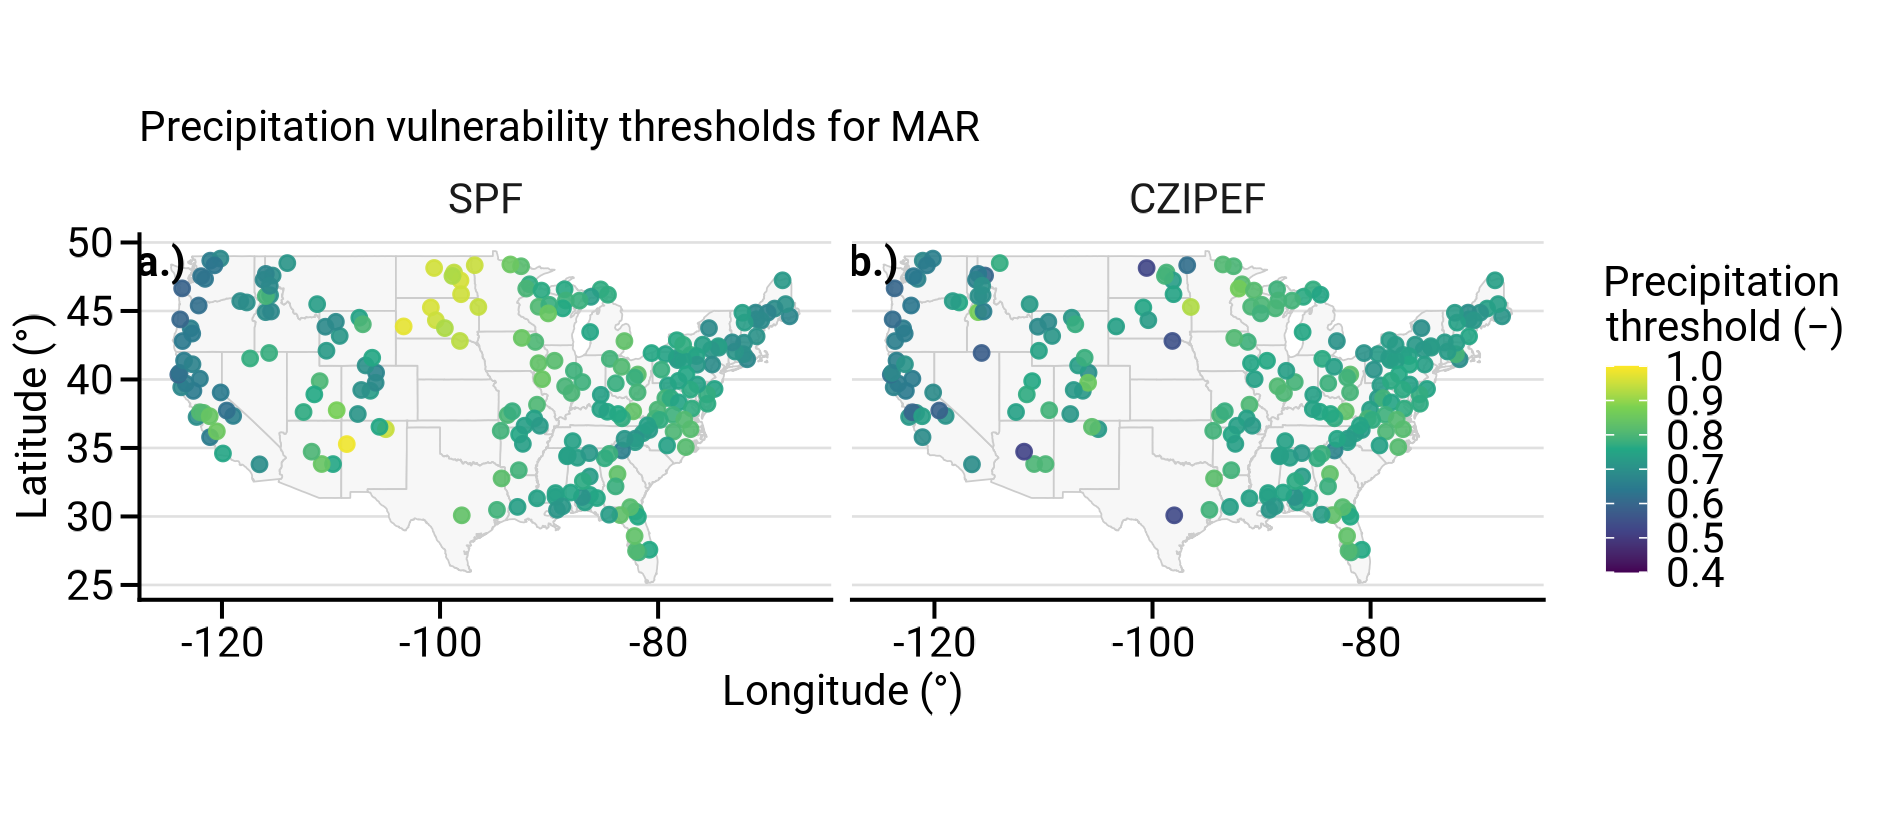 Precipitation vulnerability thresholds for MAR
SPF
CZIPEF
a.)
b.)
50
45
40
35
30
25
Latitude (°)
-120
-100
-80
-120
-100
-80
Longitude (°)
Precipitation
threshold (−)
1.0
0.9
0.8
0.7
0.6
0.5
0.4